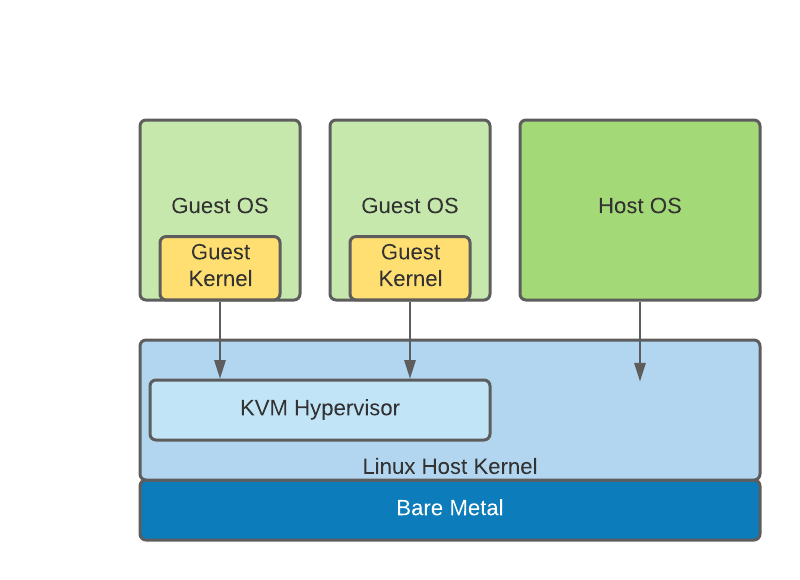 Guest OS
Guest
Kernel
Guest OS
Guest
Kernel
Host OS
KVM Hypervisor
Linux Host Kernel
Bare Metal